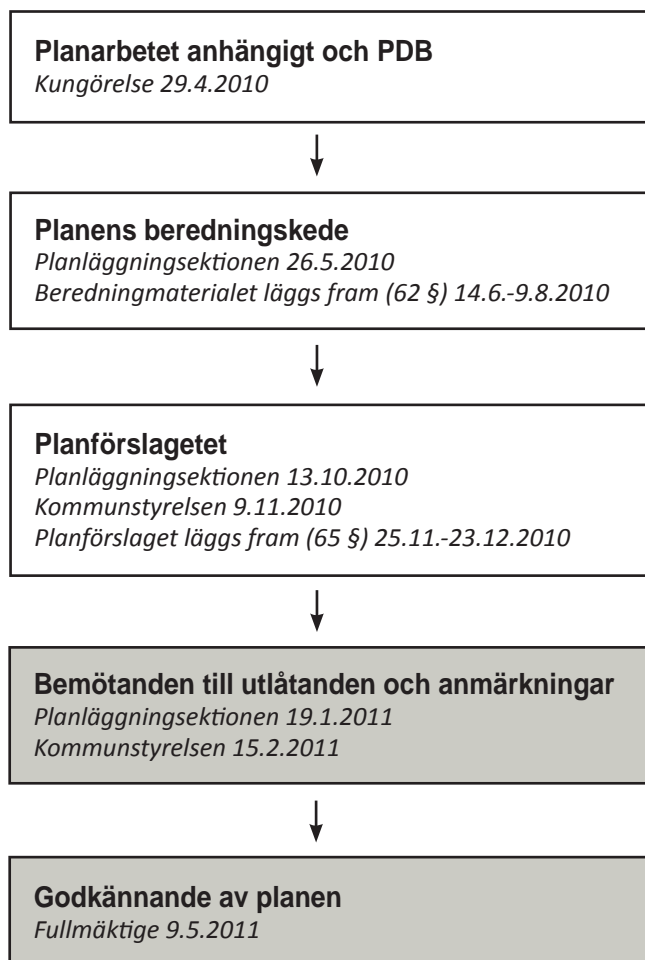 Planarbetet anhängigt och PDB
Kungörelse 29.4.2010
Planens beredningskede
Planläggningsektionen 26.5.2010
Beredningmaterialet läggs fram (62 §) 14.6.-9.8.2010
Planförslagetet
Planläggningsektionen 13.10.2010
Kommunstyrelsen 9.11.2010
Planförslaget läggs fram (65 §) 25.11.-23.12.2010
Bemötanden till utlåtanden och anmärkningar
Planläggningsektionen 19.1.2011
Kommunstyrelsen 15.2.2011
Godkännande av planen
Fullmäktige 9.5.2011